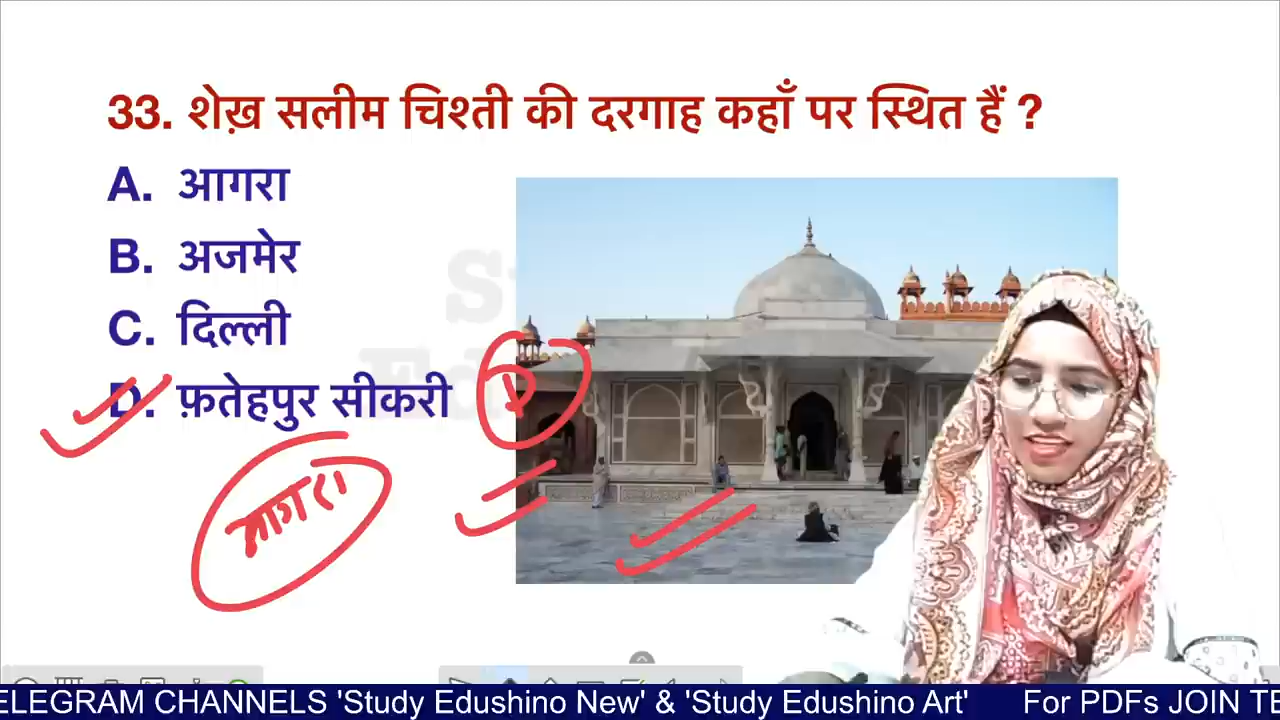 33. शेख़ सलीम चिश्ती की दरगाह कहाँ पर स्थित हैं ?
A. आगरा
B. अजमेर
C. दिल्ली
D. फ़तेहपुर सीकरी
D
आगरा
ELEGRAM CHANNELS 'Study Edushino New' & 'Study Edushino Art' For PDFs JOIN TE